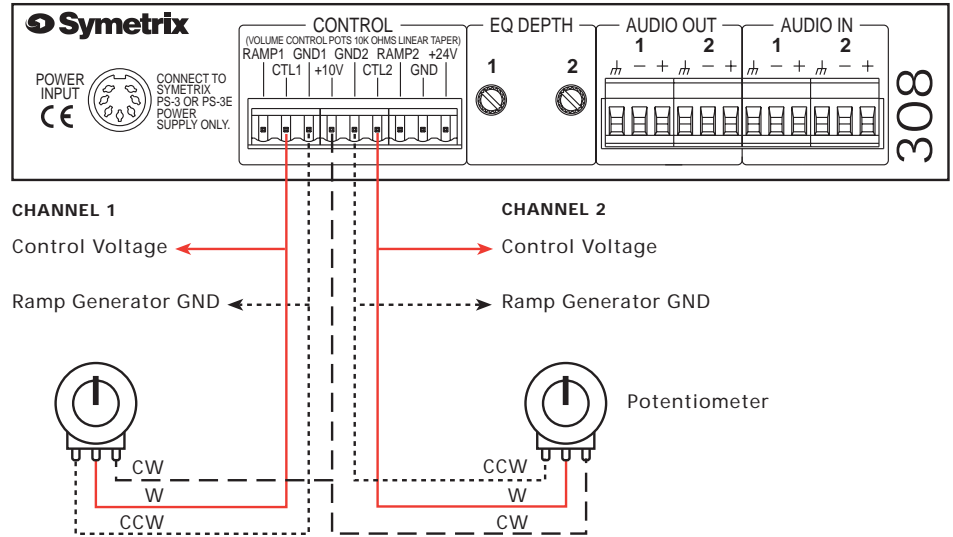 Symetrix
CONTROL
(VOLUME CONTROL POTS 10K OHMS LINEAR TAPER)
RAMP1 GND1 GND2 RAMP2 +24V
CTL1 +10V CTL2 GND
EQ DEPTH
1 2
AUDIO OUT
1 2
− + − +
AUDIO IN
1 2
− + − +
POWER
INPUT
CE
CONNECT TO
SYMETRIX
PS-3 OR PS-3E
POWER
SUPPLY ONLY.
308
CHANNEL 1
Control Voltage
Ramp Generator GND
CHANNEL 2
Control Voltage
Ramp Generator GND
Potentiometer
CW
W
CCW
CCW
W
CW